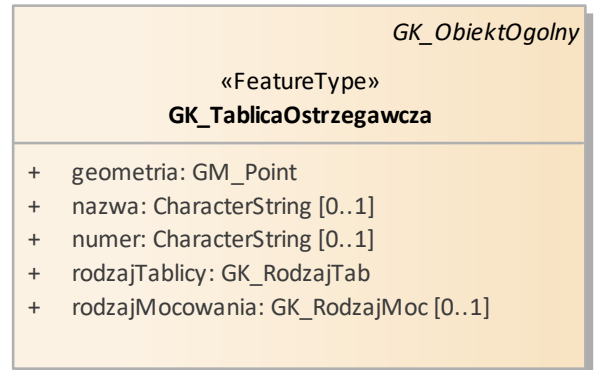 GK_ObiektOgolny
«FeatureType»
GK_TablicaOstrzegawcza
+ geometria: GM_Point
+ nazwa: CharacterString [0..1]
+ numer: CharacterString [0..1]
+ rodzajTablicy: GK_RodzajTab
+ rodzajMocowania: GK_RodzajMoc [0..1]